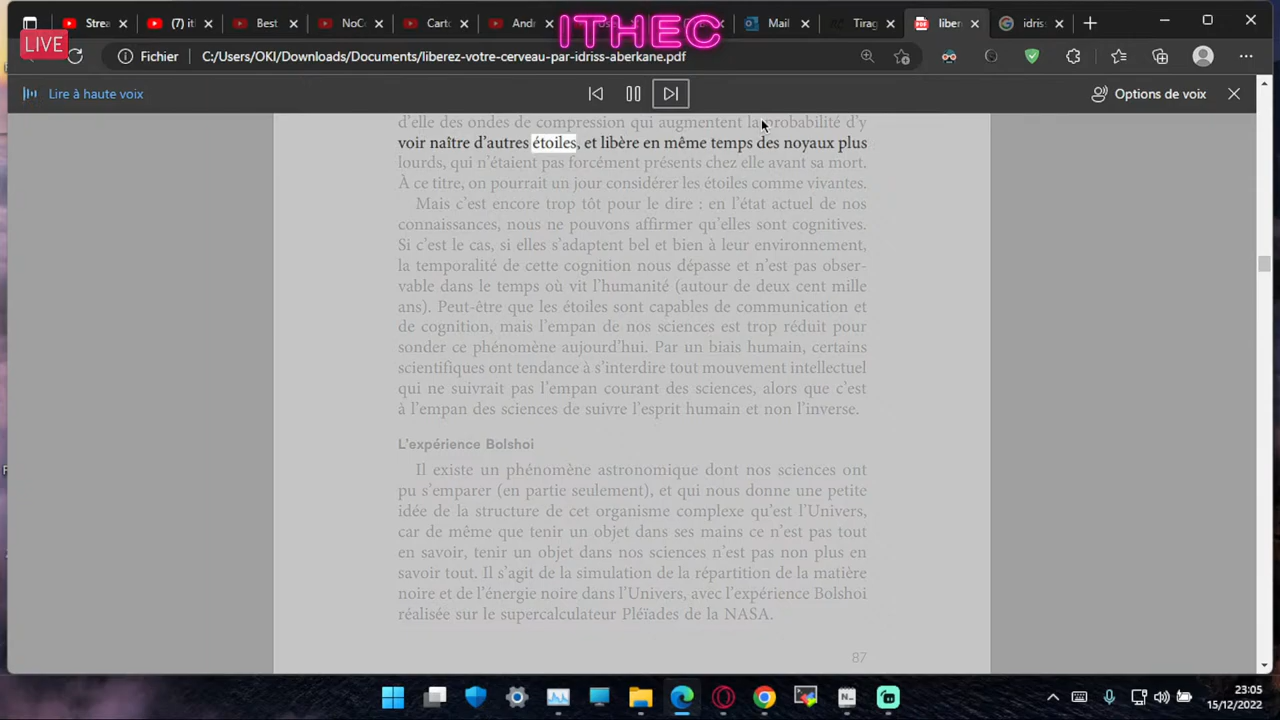 Strea
(7) it
Best
NoCo
Carto
Andr
Mail
Tirag
liber
idris
ITHEC
LIVE
Fichier
C:/Users/OKI/Downloads/Documents/liberez-votre-cerveau-par-idriss-aberkane.pdf
Lire à haute voix
Options de voix
d'elle des ondes de compression qui augmentent la probabilité d'y
voir naître d'autres étoiles, et libère en même temps des noyaux plus
lourds, qui n'étaient pas forcément présents chez elle avant sa mort.
À ce titre, on pourrait un jour considérer les étoiles comme vivantes.
Mais c'est encore trop tôt pour le dire : en l'état actuel de nos
connaissances, nous ne pouvons affirmer qu'elles sont cognitives.
Si c'est le cas, si elles s'adaptent bel et bien à leur environnement,
la temporalité de cette cognition nous dépasse et n'est pas obser-
vable dans le temps où vit l'humanité (autour de deux cent mille
ans). Peut-être que les étoiles sont capables de communication et
de cognition, mais l'empan de nos sciences est trop réduit pour
sonder ce phénomène aujourd'hui. Par un biais humain, certains
scientifiques ont tendance à s'interdire tout mouvement intellectuel
qui ne suivrait pas l'empan courant des sciences, alors que c'est
à l'empan des sciences de suivre l'esprit humain et non l'inverse.
L'expérience Bolshoi
Il existe un phénomène astronomique dont nos sciences ont
pu s'emparer (en partie seulement), et qui nous donne une petite
idée de la structure de cet organisme complexe qu'est l'Univers,
car de même que tenir un objet dans ses mains ce n'est pas tout
en savoir, tenir un objet dans nos sciences n'est pas non plus en
savoir tout. Il s'agit de la simulation de la répartition de la matière
noire et de l'énergie noire dans l'Univers, avec l'expérience Bolshoi
réalisée sur le supercalculateur Pléïades de la NASA.
87
23:05
15/12/2022